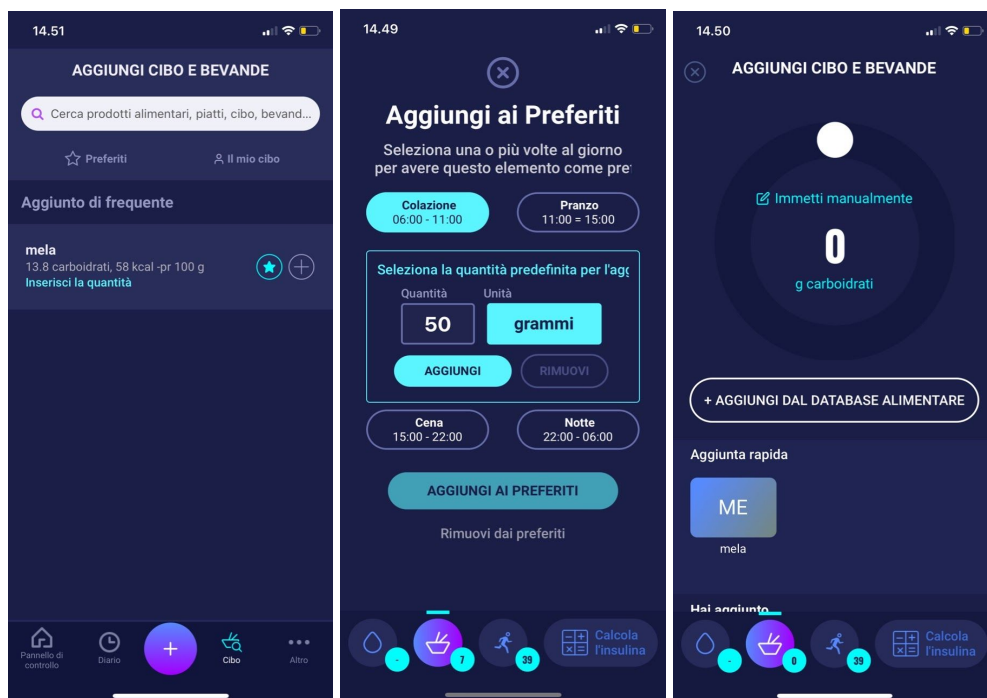 14.51
AGGIUNGI CIBO E BEVANDE
Cerca prodotti alimentari, piatti, cibo, bevand...
Preferiti
Il mio cibo
Aggiunto di frequente
mela
13.8 carboidrati, 58 kcal -pr 100 g
Inserisci la quantità
Pannello di
controllo
Diario
+
Cibo
Altro
14.49
Aggiungi ai Preferiti
Seleziona una o più volte al giorno
per avere questo elemento come pre
Colazione
06:00 - 11:00
Pranzo
11:00 = 15:00
Seleziona la quantità predefinita per l'agg
Quantità
Unità
50
grammi
AGGIUNGI
RIMUOVI
Cena
15:00 - 22:00
Notte
22:00 - 06:00
AGGIUNGI AI PREFERITI
Rimuovi dai preferiti
-
7
39
Calcola
l'insulina
14.50
AGGIUNGI CIBO E BEVANDE
Immetti manualmente
0
g carboidrati
+ AGGIUNGI DAL DATABASE ALIMENTARE
Aggiunta rapida
ME
mela
Hai aggiunto
-
0
39
Calcola
l'insulina